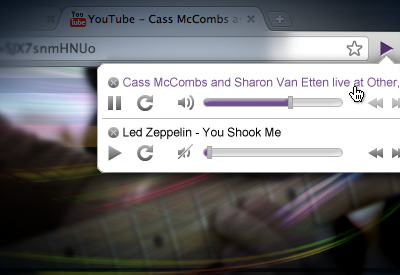 You Tube YouTube - Cass McCombs a
SJX7snmHNUo
Cass McCombs and Sharon Van Etten live at Other,
Led Zeppelin - You Shook Me